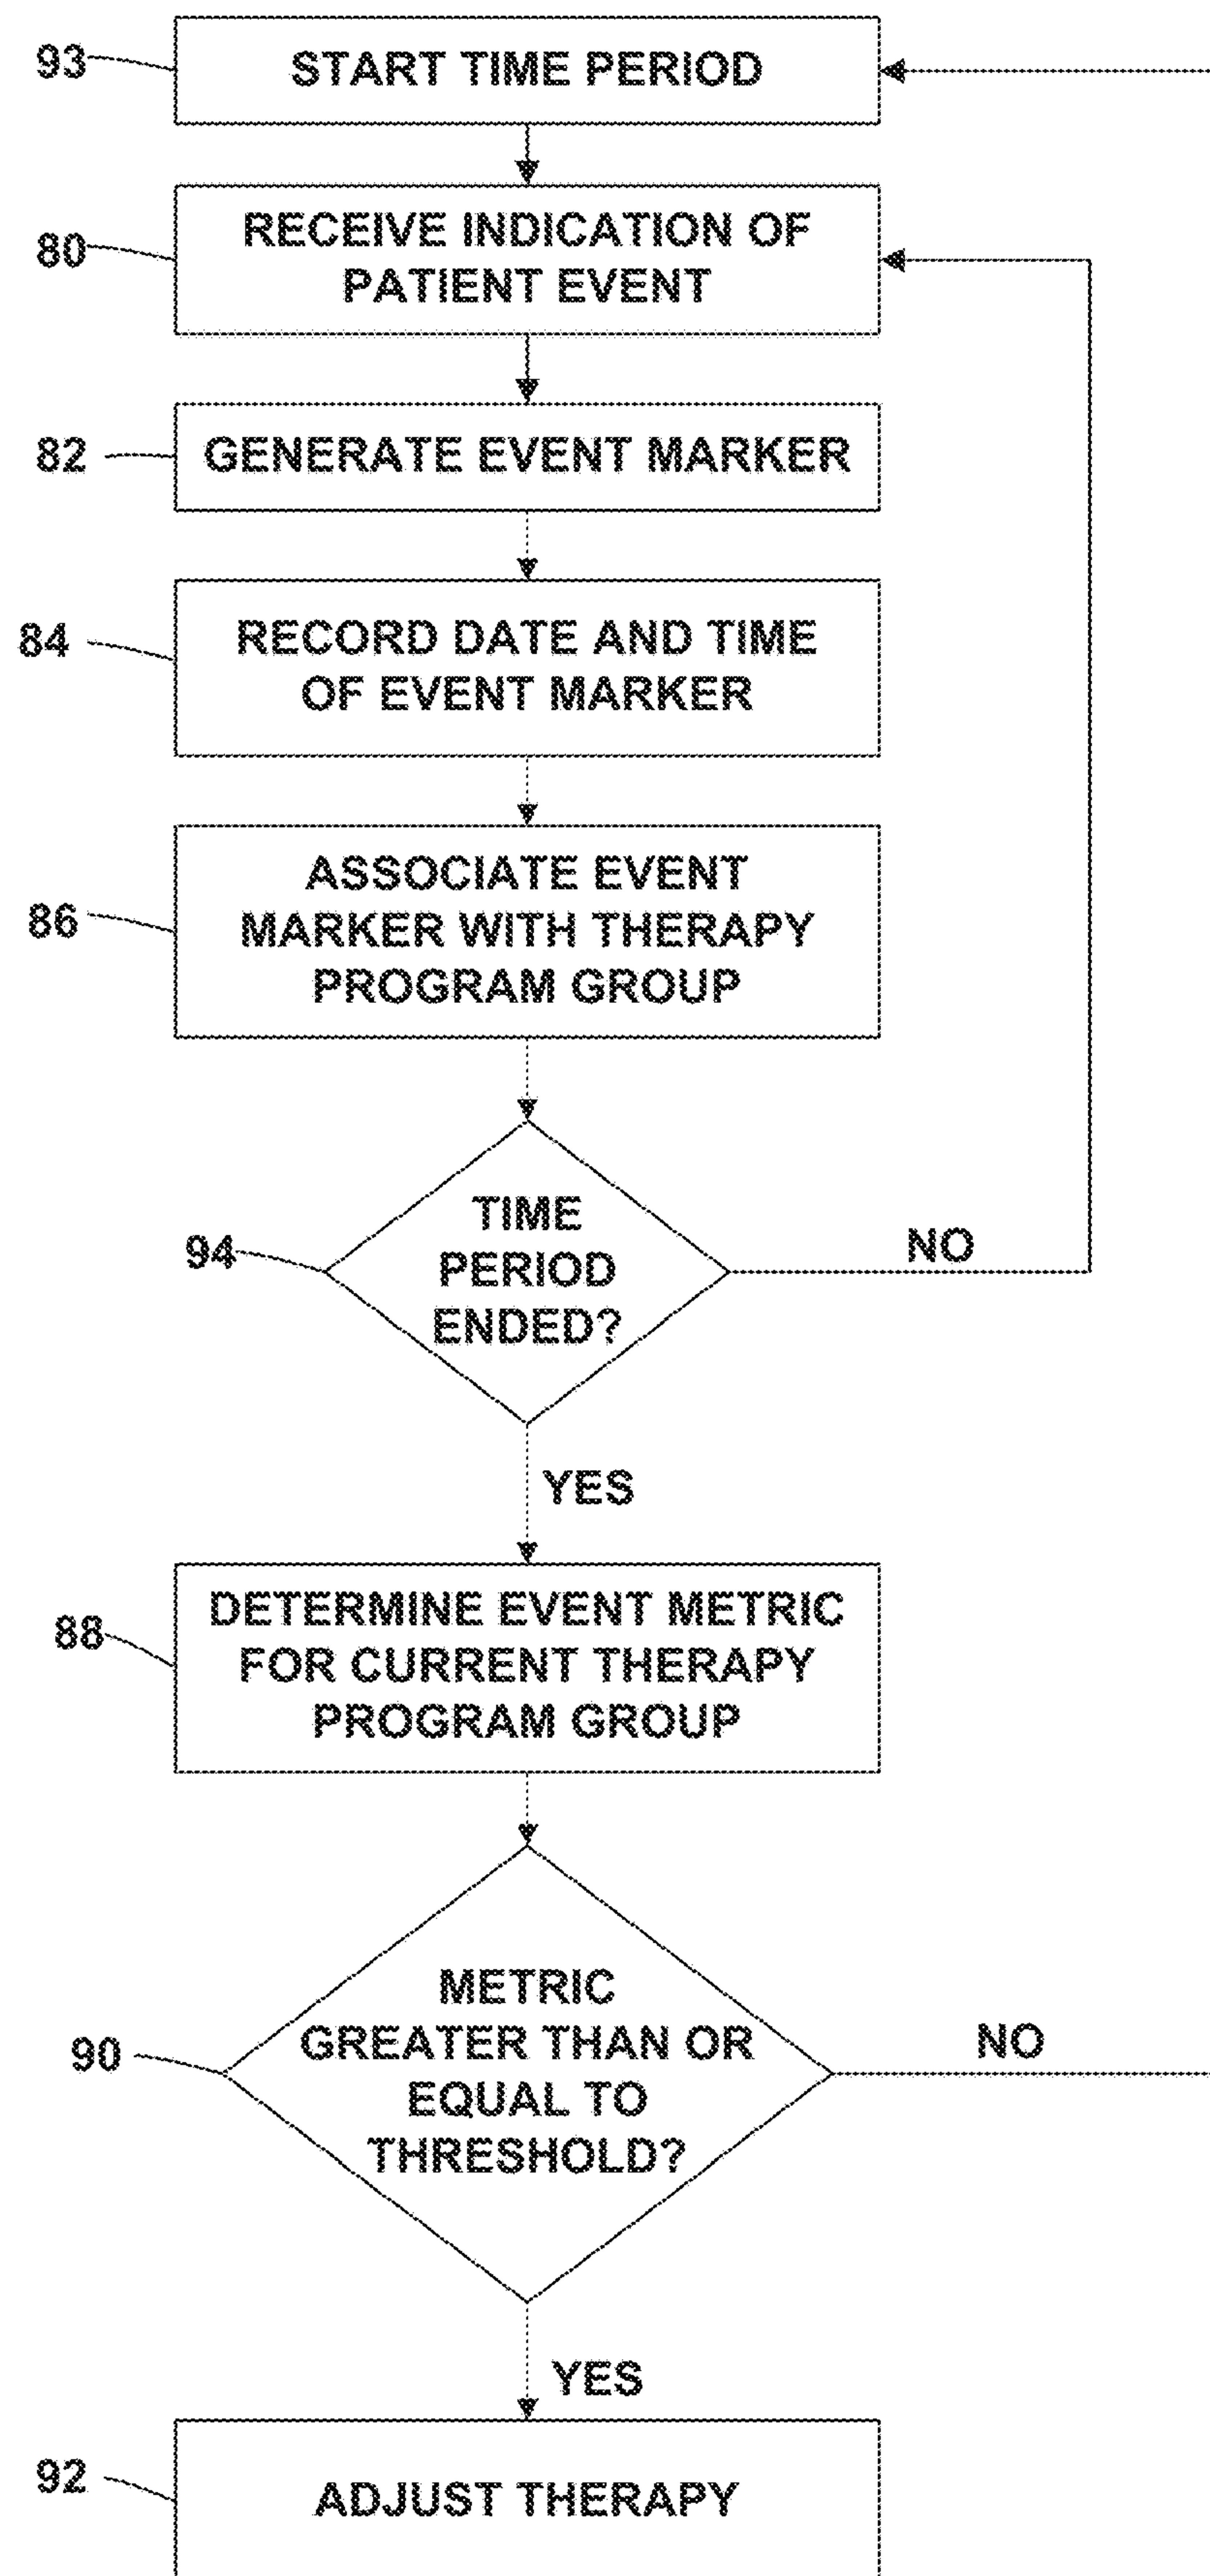 93
START TIME PERIOD
80
RECEIVE INDICATION OF
PATIENT EVENT
82
GENERATE EVENT MARKER
84
RECORD DATE AND TIME
OF EVENT MARKER
86
ASSOCIATE EVENT
MARKER WITH THERAPY
PROGRAM GROUP
94
TIME
PERIOD
ENDED?
NO
YES
88
DETERMINE EVENT METRIC
FOR CURRENT THERAPY
PROGRAM GROUP
90
METRIC
GREATER THAN OR
EQUAL TO
THRESHOLD?
NO
YES
92
ADJUST THERAPY